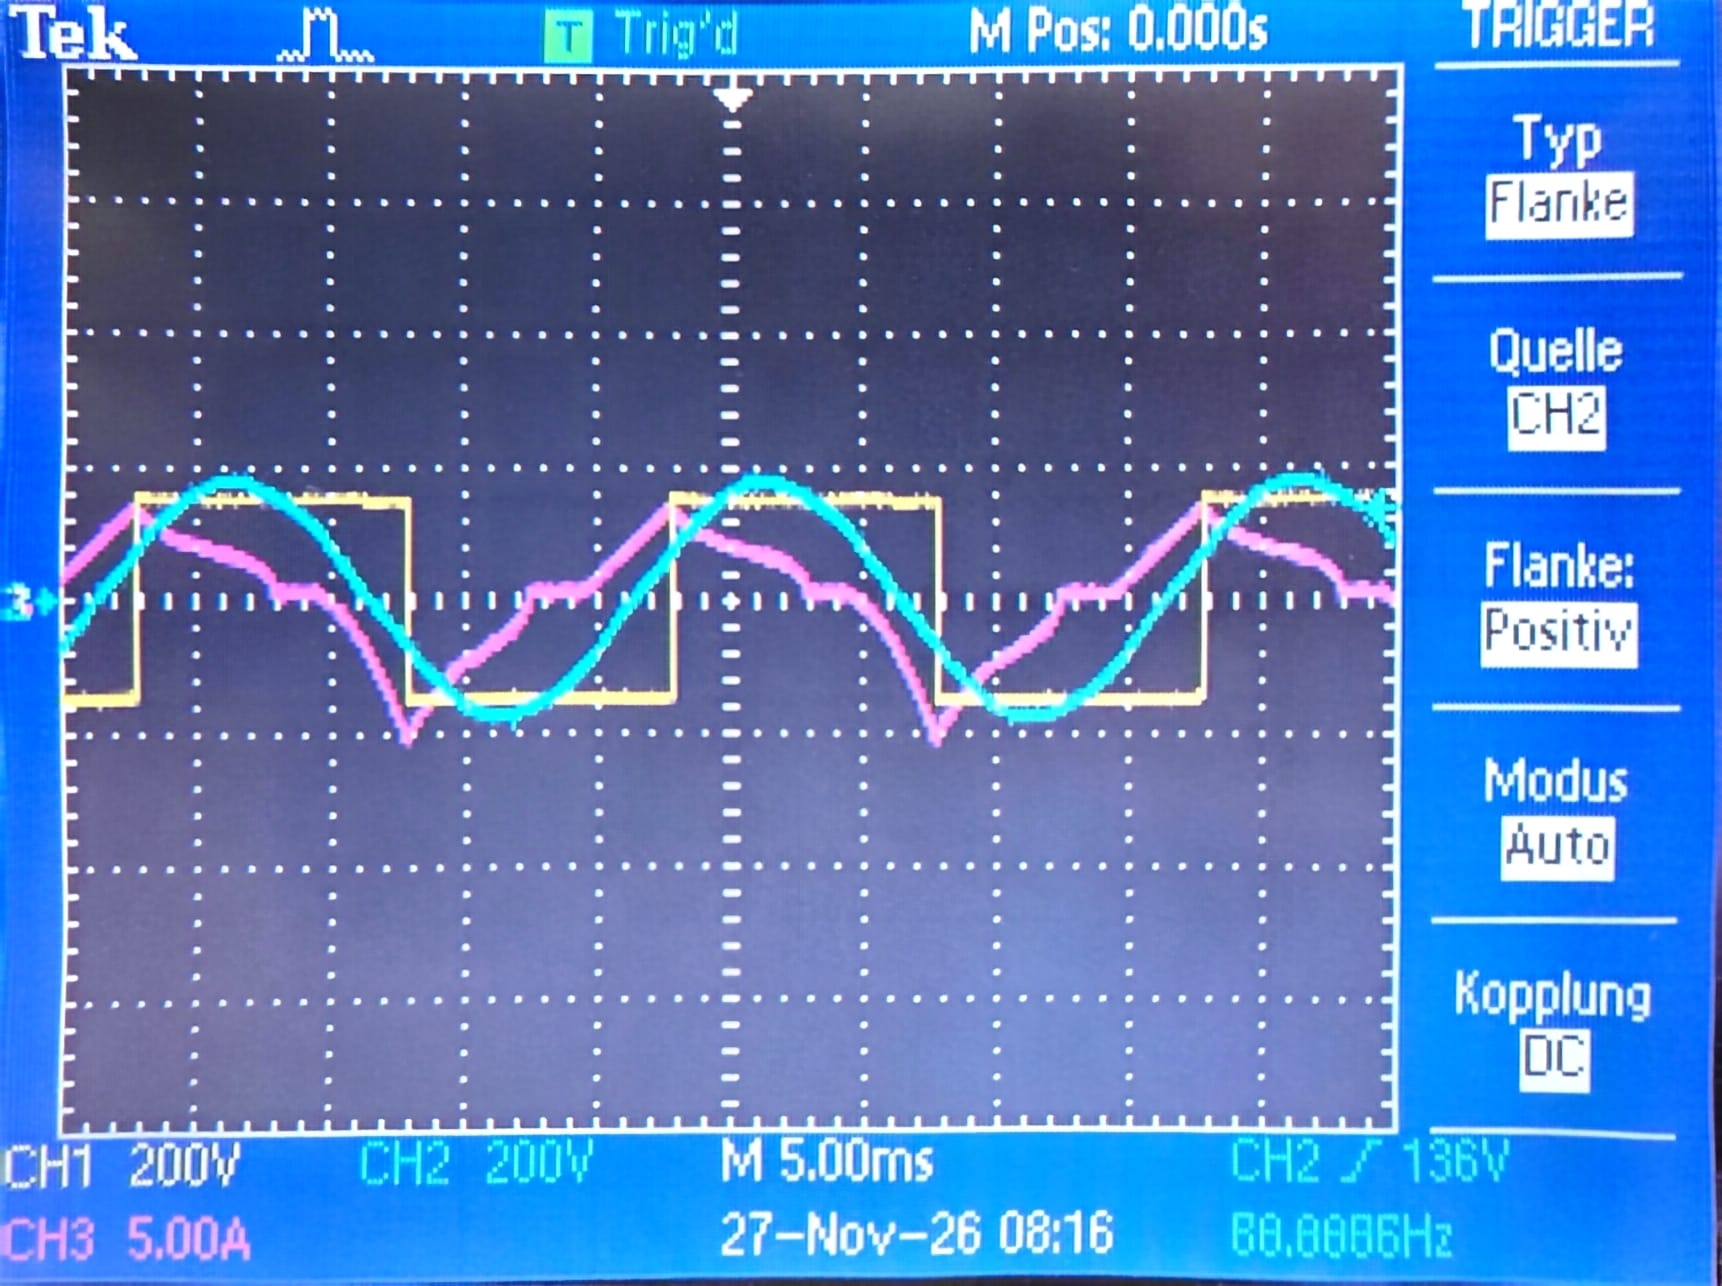 Tek T Trig'd M Pos: 0.000s TRIGGER
Typ
Flanke
Quelle
CH2
Flanke:
Positiv
3
Modus
Auto
Kopplung
DC
CH1 200V CH2 200V M 5.00ms CH2 136V
CH3 5.00A 27-Nov-26 08:16